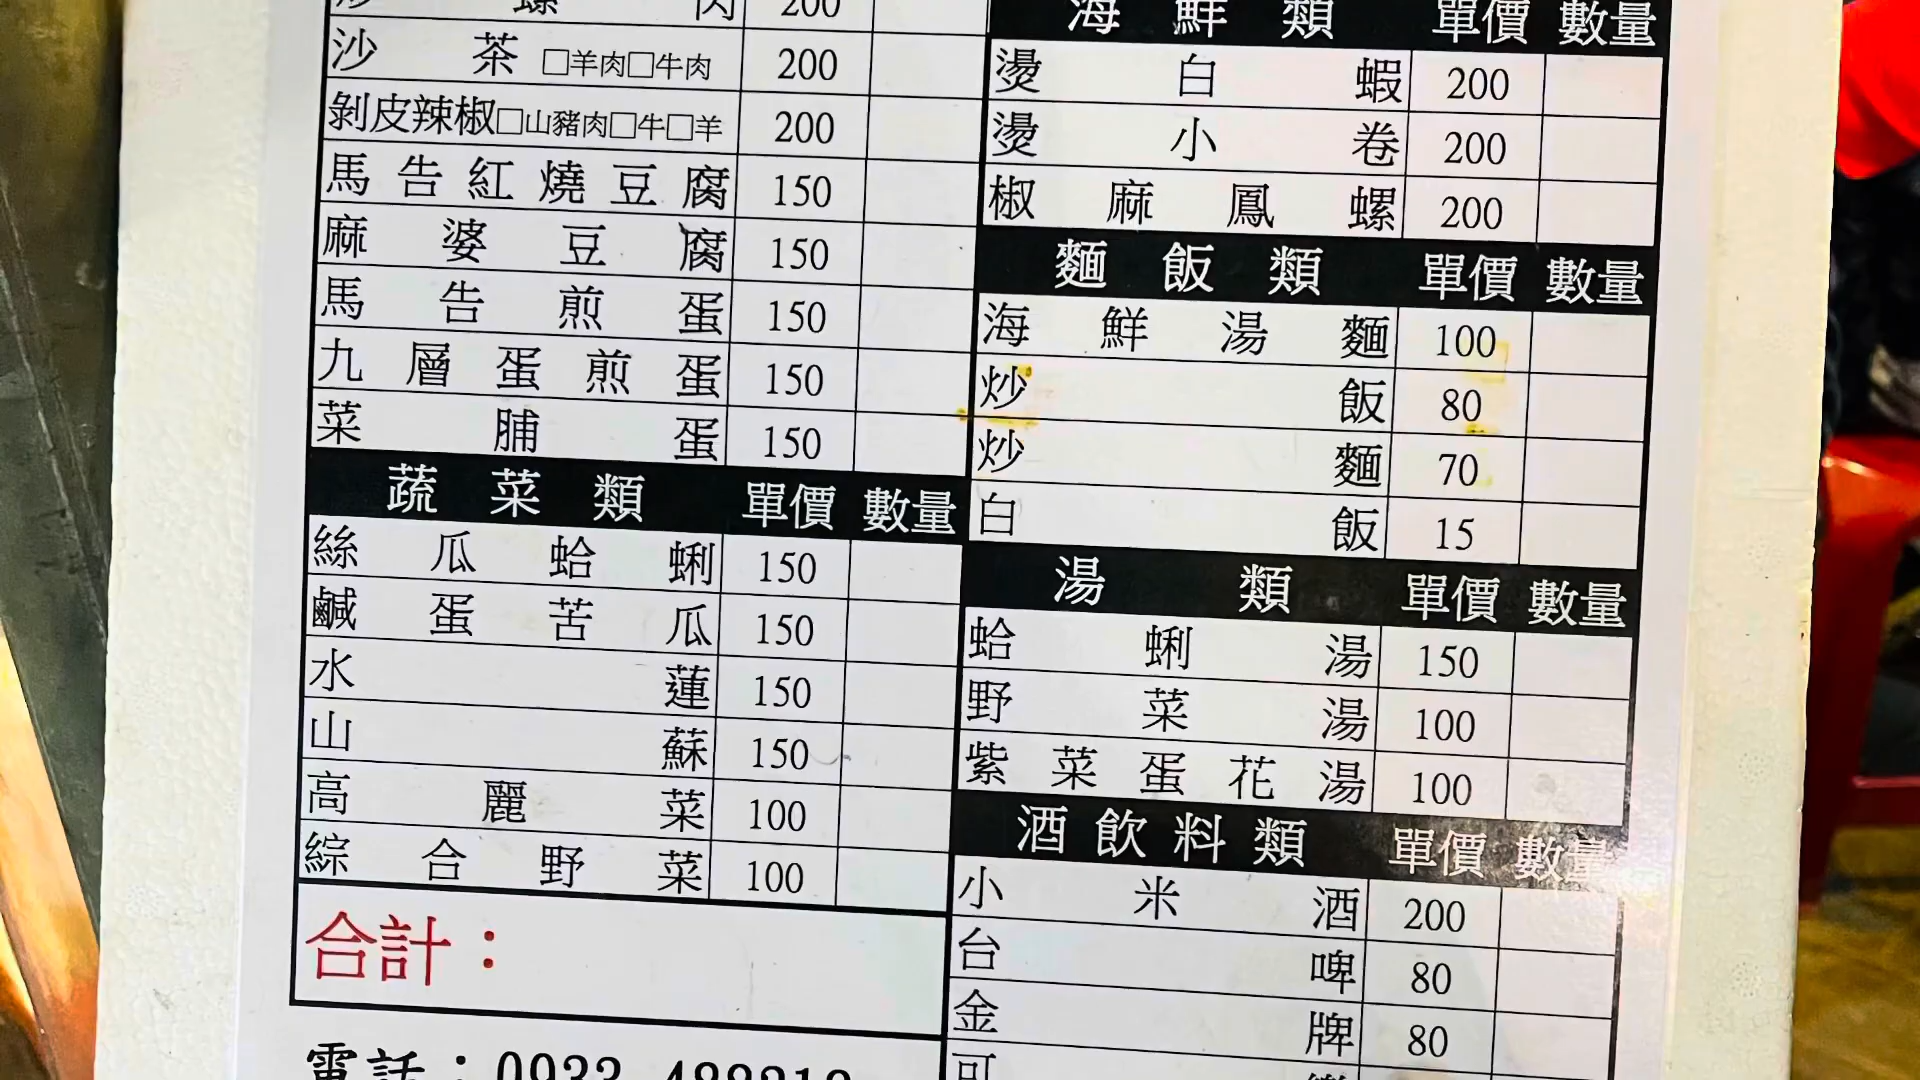 螺肉 200
沙茶 □羊肉□牛肉 200
剝皮辣椒□山豬肉□牛□羊 200
馬告紅燒豆腐 150
麻婆豆腐 150
馬告煎蛋 150
九層蛋煎蛋 150
菜脯蛋 150
蔬菜類 單價 數量
絲瓜蛤蜊 150
鹹蛋苦瓜 150
水蓮 150
山蘇 150
高麗菜 100
綜合野菜 100
合計：
電話：0933
海鮮類 單價 數量
燙白蝦 200
燙小卷 200
椒麻鳳螺 200
麵飯類 單價 數量
海鮮湯麵 100
炒飯 80
炒麵 70
白飯 15
湯類 單價 數量
蛤蜊湯 150
野菜湯 100
紫菜蛋花湯 100
酒飲料類 單價 數量
小米酒 200
台啤 80
金牌 80